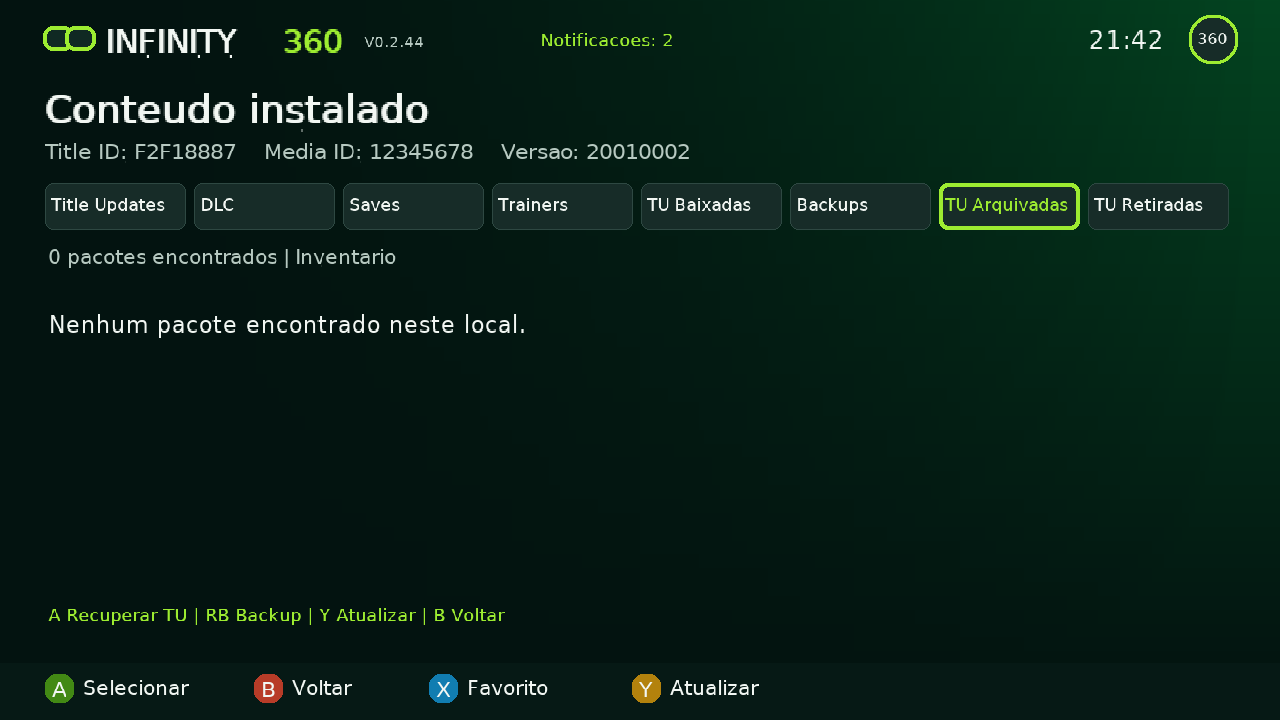 INFINITY 360 V0.2.44 Notificacoes: 2 21:42 360
Conteudo instalado
Title ID: F2F18887 Media ID: 12345678 Versao: 20010002
Title Updates DLC Saves Trainers TU Baixadas Backups TU Arquivadas TU Retiradas
0 pacotes encontrados | Inventario
Nenhum pacote encontrado neste local.
A Recuperar TU | RB Backup | Y Atualizar | B Voltar
A Selecionar B Voltar X Favorito Y Atualizar